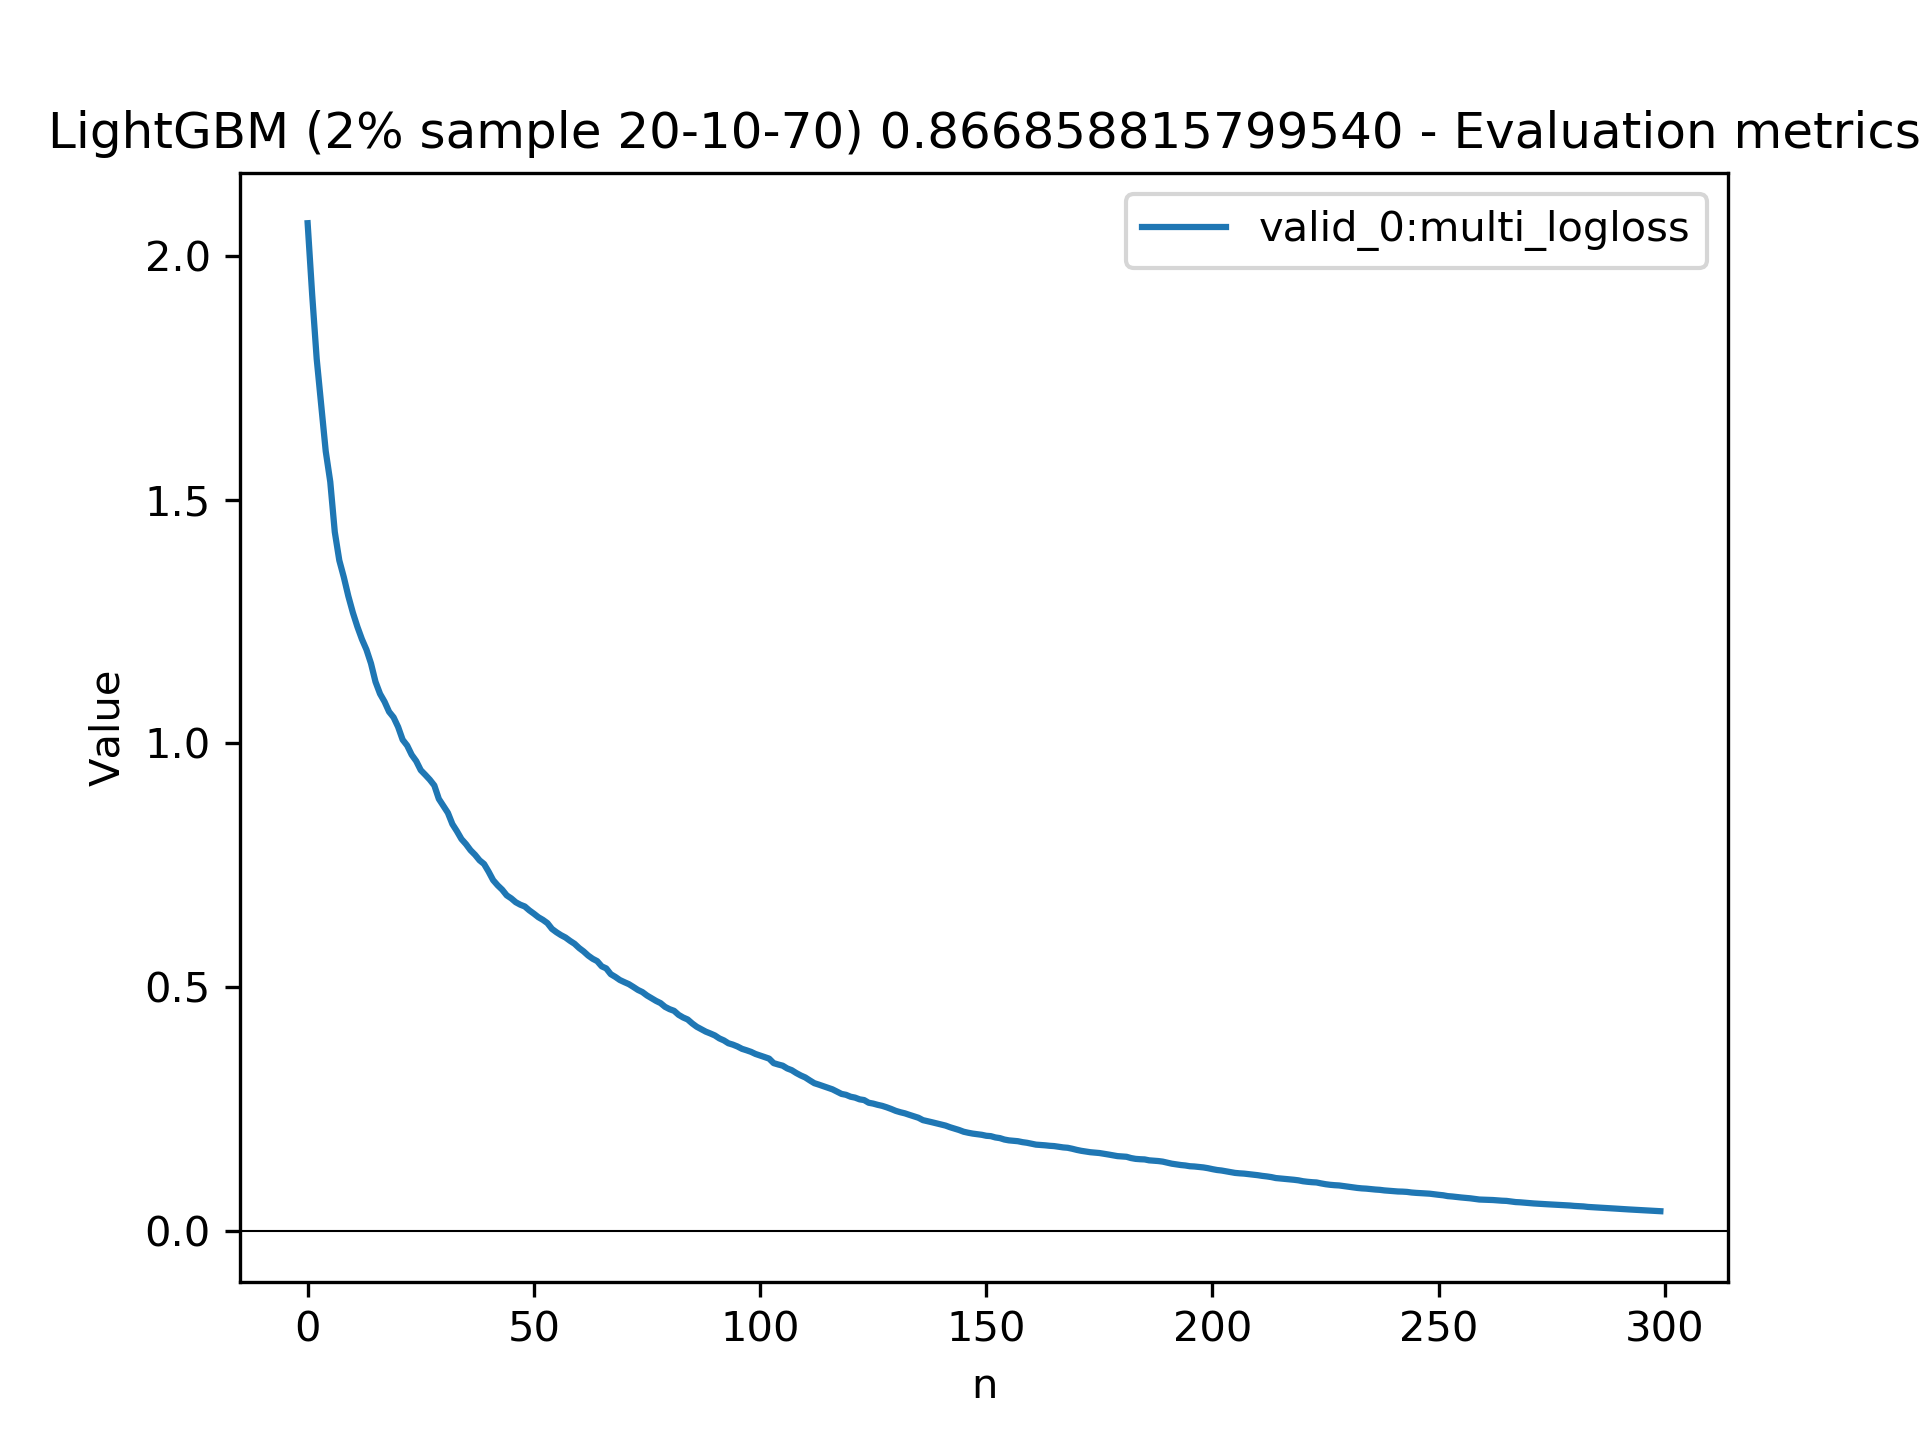 LightGBM (2% sample 20-10-70) 0.866858815799540 - Evaluation metrics
valid_0:multi_logloss
2.0
1.5
1.0
0.5
0.0
Value
0 50 100 150 200 250 300
n